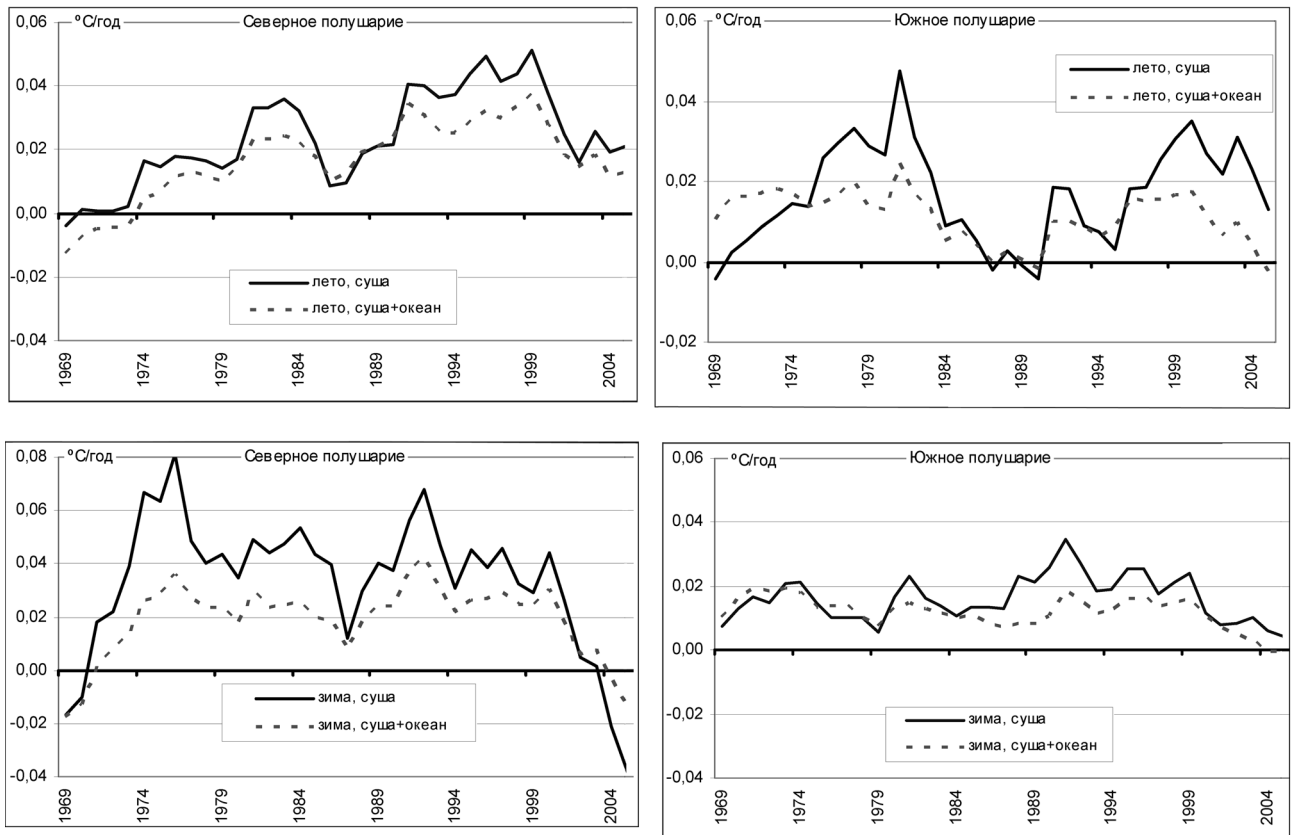 °С/год Северное полушарие
0,06
0,04
0,02
0,00
-0,02
-0,04
лето, суша
лето, суша+океан
1969 1974 1979 1984 1989 1994 1999 2004
°С/год Южное полушарие
0,06
0,04
0,02
0,00
-0,02
лето, суша
лето, суша+океан
1969 1974 1979 1984 1989 1994 1999 2004
°С/год Северное полушарие
0,08
0,06
0,04
0,02
0,00
-0,02
-0,04
зима, суша
зима, суша+океан
1969 1974 1979 1984 1989 1994 1999 2004
°С/год Южное полушарие
0,06
0,04
0,02
0,00
-0,02
-0,04
зима, суша
зима, суша+океан
1969 1974 1979 1984 1989 1994 1999 2004